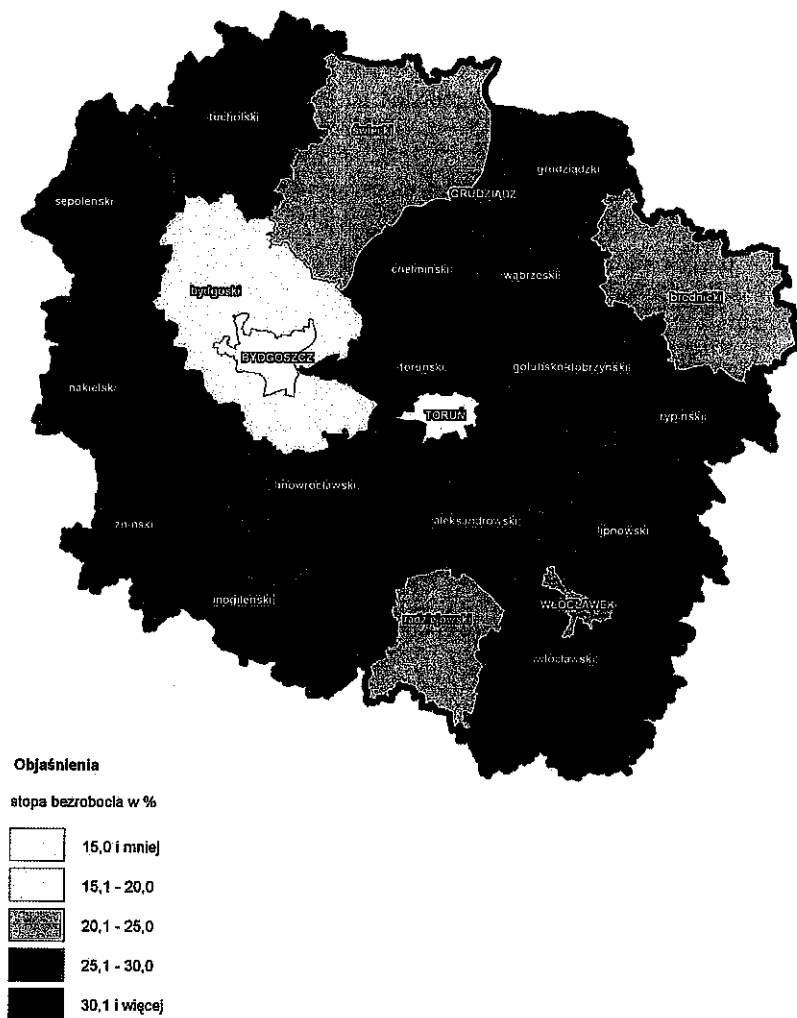 tucholski
świecki
grudziądzki
GRUDZIĄDZ
sępoleński
chełmiński
wąbrzeski
bydgoski
brodnicki
BYDGOSZCZ
toruński
golubsko-dobrzyński
nakielski
TORUŃ
rypiński
inowrocławski
aleksandrowski
żniński
lipnowski
mogileński
WŁOCŁAWEK
radziejowski
włocławski
Objaśnienia
stopa bezrobocia w %
15,0 i mniej
15,1 - 20,0
20,1 - 25,0
25,1 - 30,0
30,1 i więcej